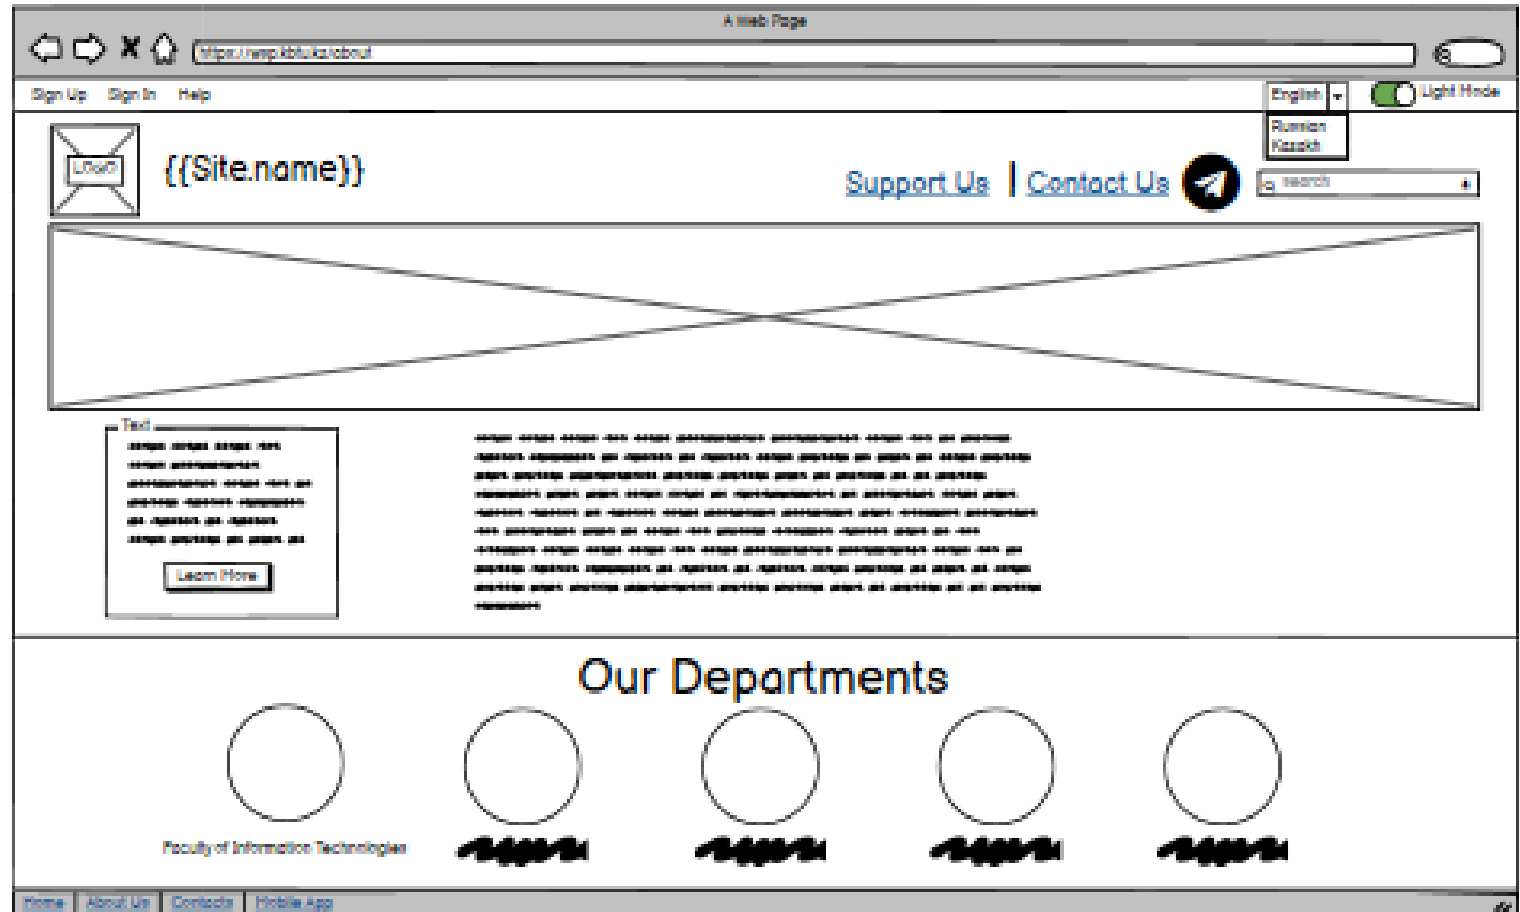 A Web Page
https://wsp.kbtu.kz/about
Sign Up Sign In Help
English
Light Mode
Russian
Kazakh
LOGO
{{Site.name}}
Support Us | Contact Us
search
Text
Learn More
Our Departments
Faculty of Information Technologies
Home About Us Contacts Mobile App